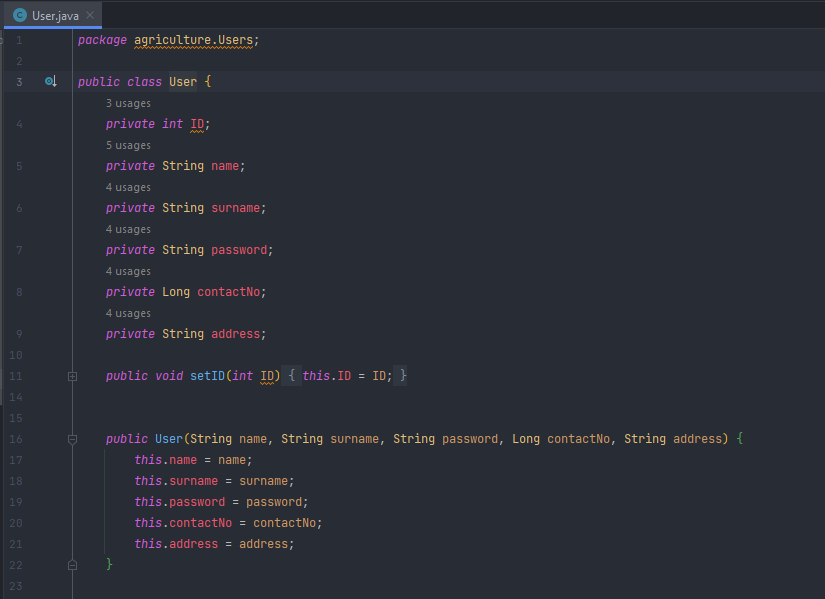 User.java
1 package agriculture.Users;
2
3 public class User {
3 usages
4 private int ID;
5 usages
5 private String name;
4 usages
6 private String surname;
4 usages
7 private String password;
4 usages
8 private Long contactNo;
4 usages
9 private String address;
10
11 public void setID(int ID) { this.ID = ID; }
14
15
16 public User(String name, String surname, String password, Long contactNo, String address) {
17 this.name = name;
18 this.surname = surname;
19 this.password = password;
20 this.contactNo = contactNo;
21 this.address = address;
22 }
23